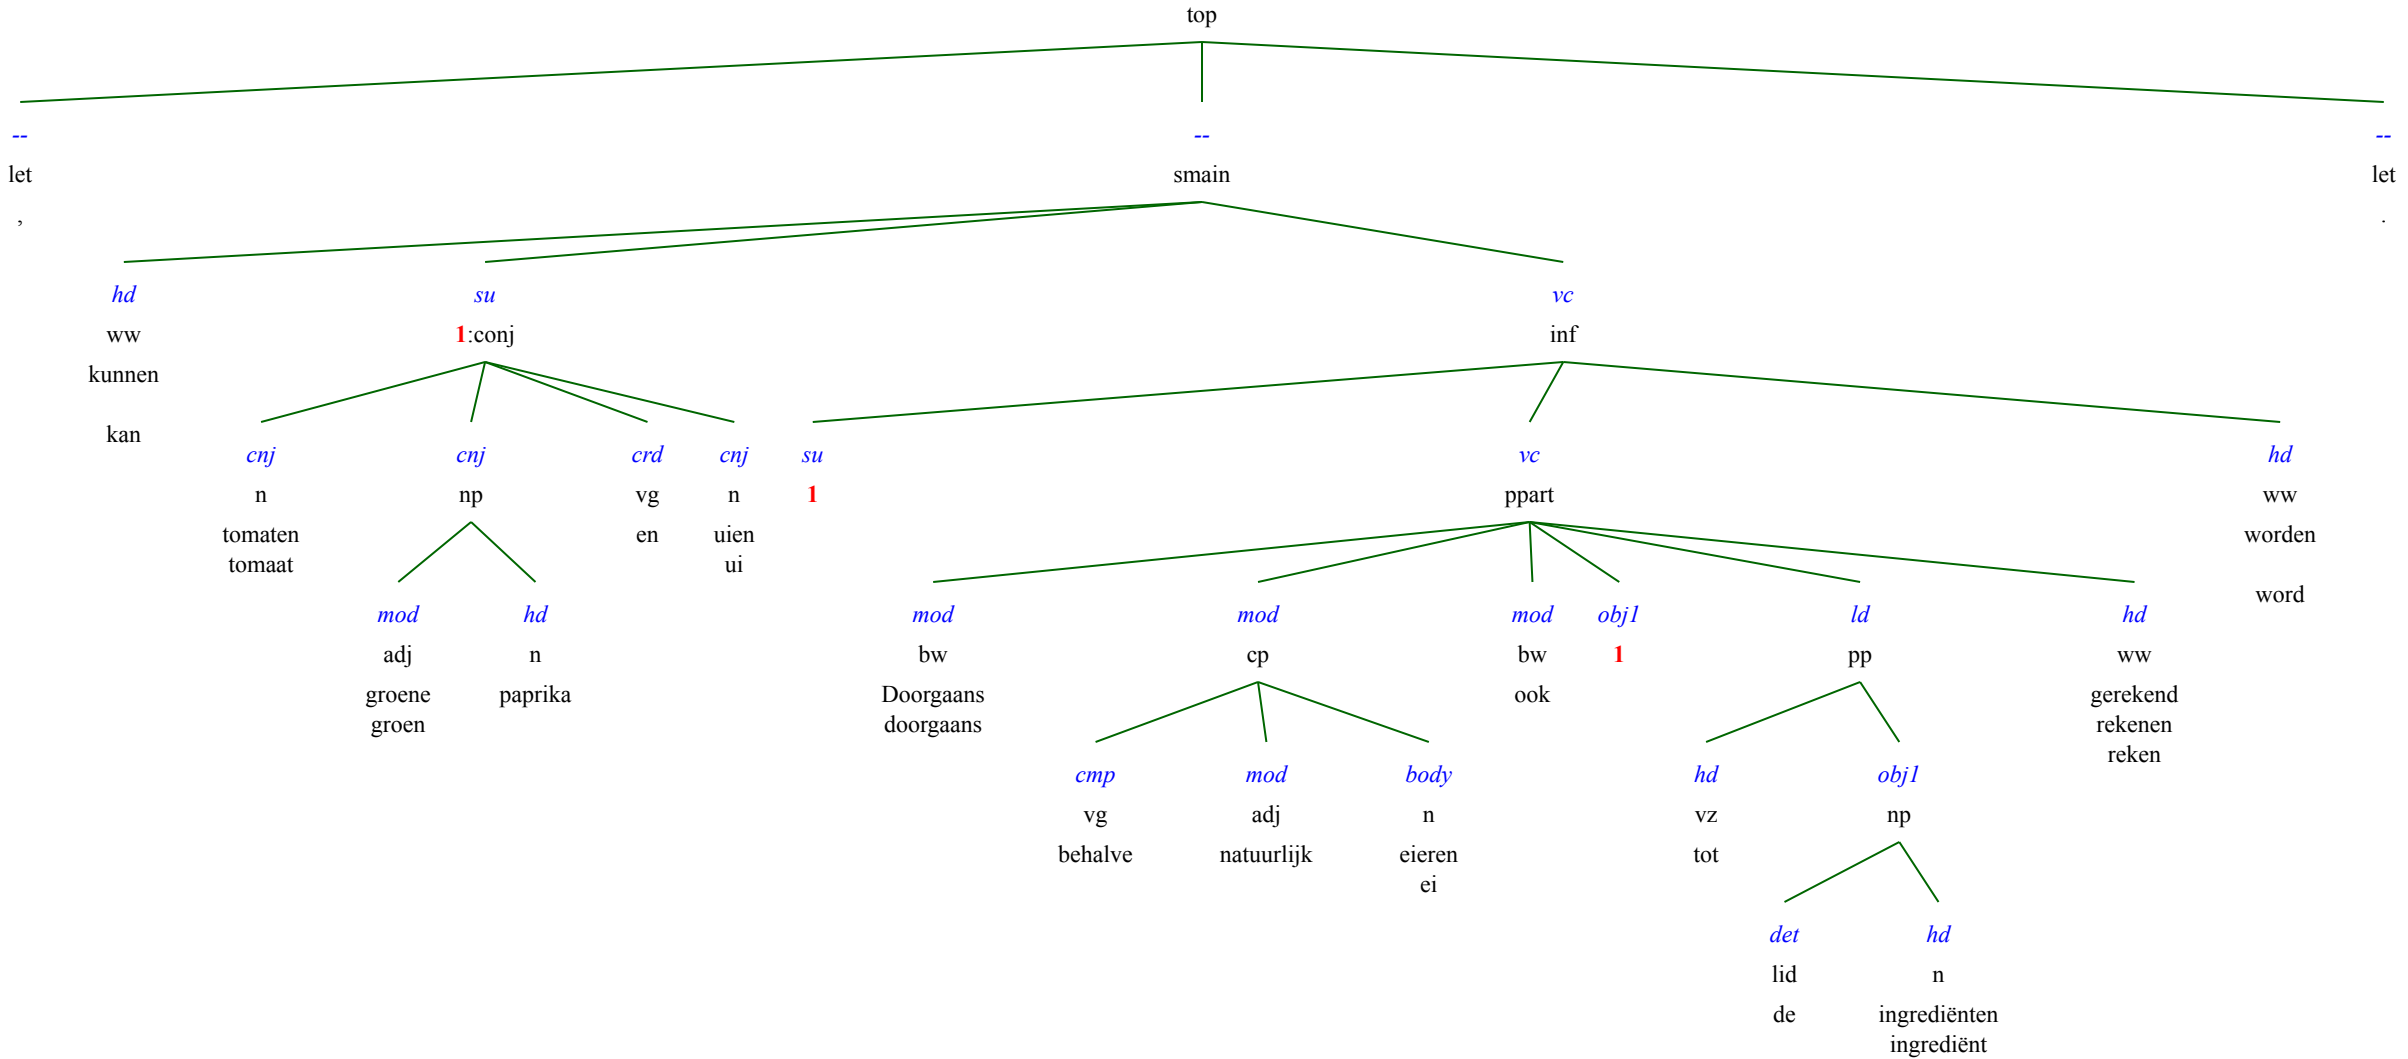 top
-- -- --
let smain let
, .
hd su vc
ww 1:conj inf
kunnen
kan
cnj cnj crd cnj su vc hd
n np vg n 1 ppart ww
tomaten en uien worden
tomaat ui
word
mod hd mod mod mod obj1 ld hd
adj n bw cp bw 1 pp ww
groene paprika Doorgaans ook gerekend
groen doorgaans rekenen
reken
cmp mod body hd obj1
vg adj n vz np
behalve natuurlijk eieren tot
ei
det hd
lid n
de ingrediënten
ingrediënt